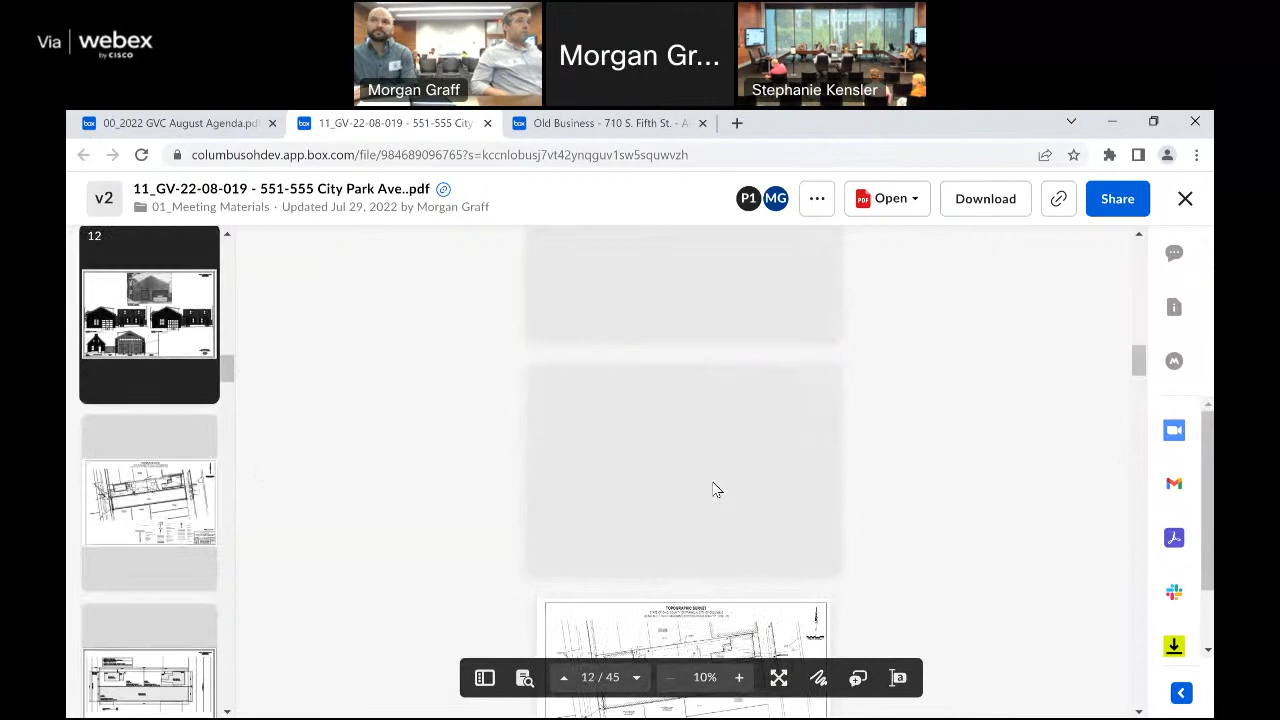 Via webex
by CISCO
Morgan Gr...
Morgan Graff
Stephanie Kensler
00_2022 GVC August Agenda.pdf
11_GV-22-08-019 - 551-555 City
Old Business - 710 S. Fifth St. - A
columbusohdev.app.box.com/file/984689096765?s=kccnlobusj7vt42ynqguv1sw5squwvzh
v2
11_GV-22-08-019 - 551-555 City Park Ave..pdf
01_Meeting Materials · Updated Jul 29, 2022 by Morgan Graff
P1 MG
Open
Download
Share
12
TOPOGRAPHIC SURVEY
12 / 45
10%